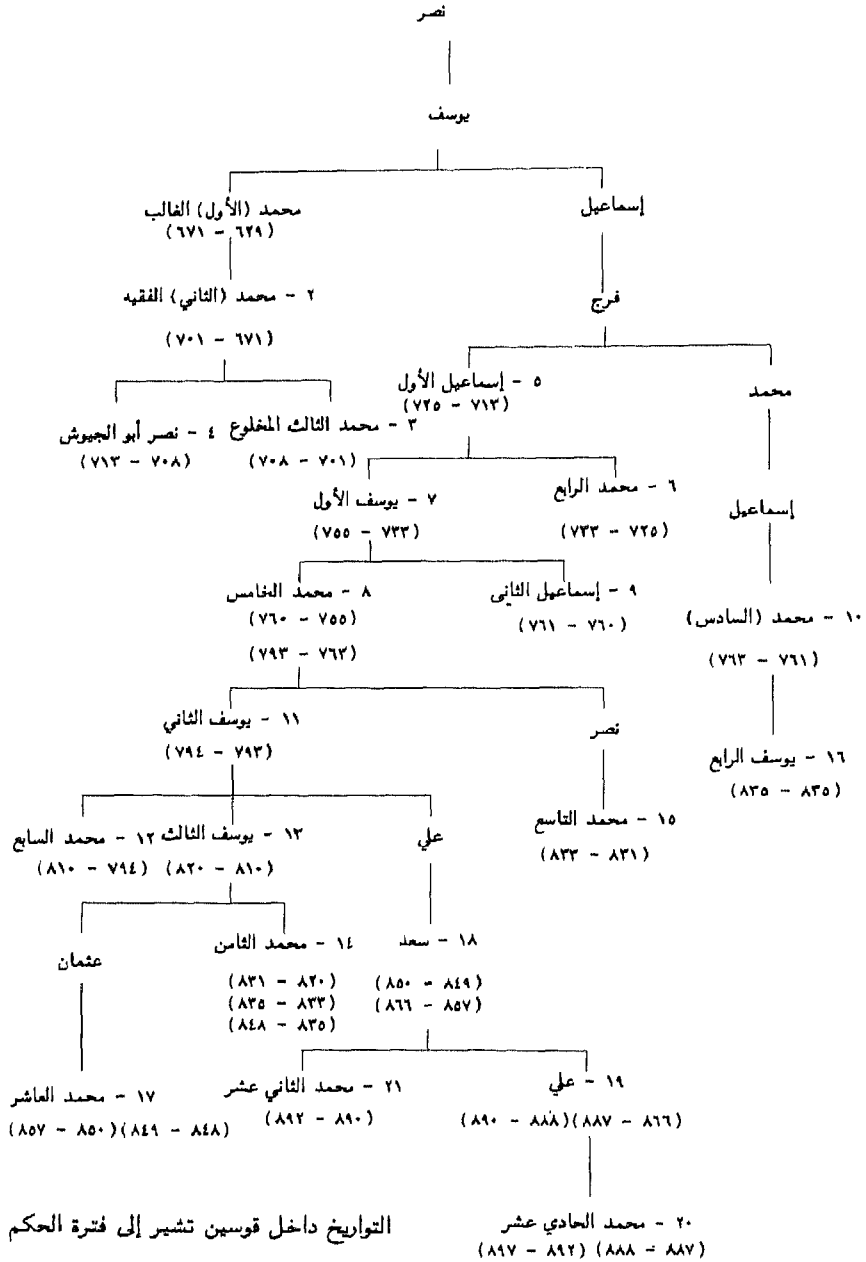 نصر
يوسف
إسماعيل
محمد (الأول) الغالب
(٦٢٩ - ٦٧١)
فرج
٢ - محمد (الثاني) الفقيه
(٦٧١ - ٧٠١)
محمد
٥ - إسماعيل الأول
(٧١٣ - ٧٢٥)
٣ - محمد الثالث المخلوع
(٧٠١ - ٧٠٨)
٤ - نصر أبو الجيوش
(٧٠٨ - ٧١٣)
إسماعيل
٦ - محمد الرابع
(٧٢٥ - ٧٣٣)
٧ - يوسف الأول
(٧٣٣ - ٧٥٥)
١٠ - محمد (السادس)
(٧٦١ - ٧٦٣)
٩ - إسماعيل الثاني
(٧٦٠ - ٧٦١)
٨ - محمد الخامس
(٧٥٥ - ٧٦٠)
(٧٦٣ - ٧٩٣)
١٦ - يوسف الرابع
(٨٣٥ - ٨٣٥)
نصر
١١ - يوسف الثاني
(٧٩٣ - ٧٩٤)
١٥ - محمد التاسع
(٨٣١ - ٨٣٣)
علي
١٣ - يوسف الثالث
(٨١٠ - ٨٢٠)
١٢ - محمد السابع
(٧٩٤ - ٨١٠)
١٨ - سعد
(٨٤٩ - ٨٥٠)
(٨٥٧ - ٨٦٦)
١٤ - محمد الثامن
(٨٢٠ - ٨٣١)
(٨٣٣ - ٨٣٥)
(٨٣٥ - ٨٤٨)
عثمان
١٩ - علي
(٨٦٦ - ٨٨٧)(٨٨٨ - ٨٩٠)
٢١ - محمد الثاني عشر
(٨٩٠ - ٨٩٢)
١٧ - محمد العاشر
(٨٤٨ - ٨٤٩)(٨٥٠ - ٨٥٧)
٢٠ - محمد الحادي عشر
(٨٨٧ - ٨٨٨) (٨٩٢ - ٨٩٧)
التواريخ داخل قوسين تشير إلى فترة الحكم